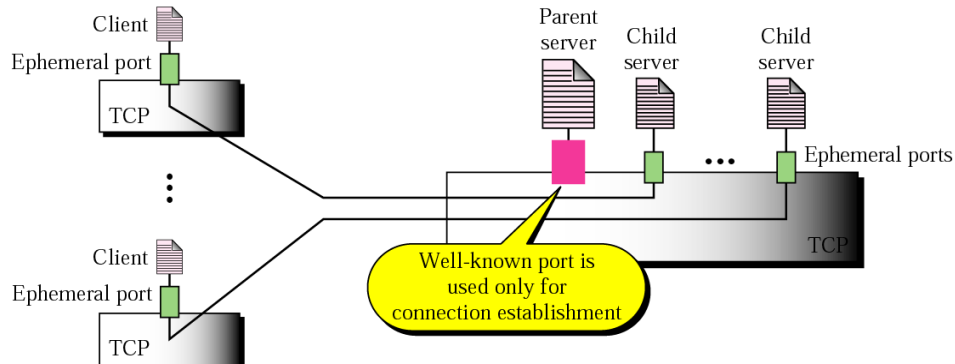 Client
Ephemeral port
TCP
Parent
server
Child
server
Child
server
Ephemeral ports
TCP
Well-known port is
used only for
connection establishment
Client
Ephemeral port
TCP